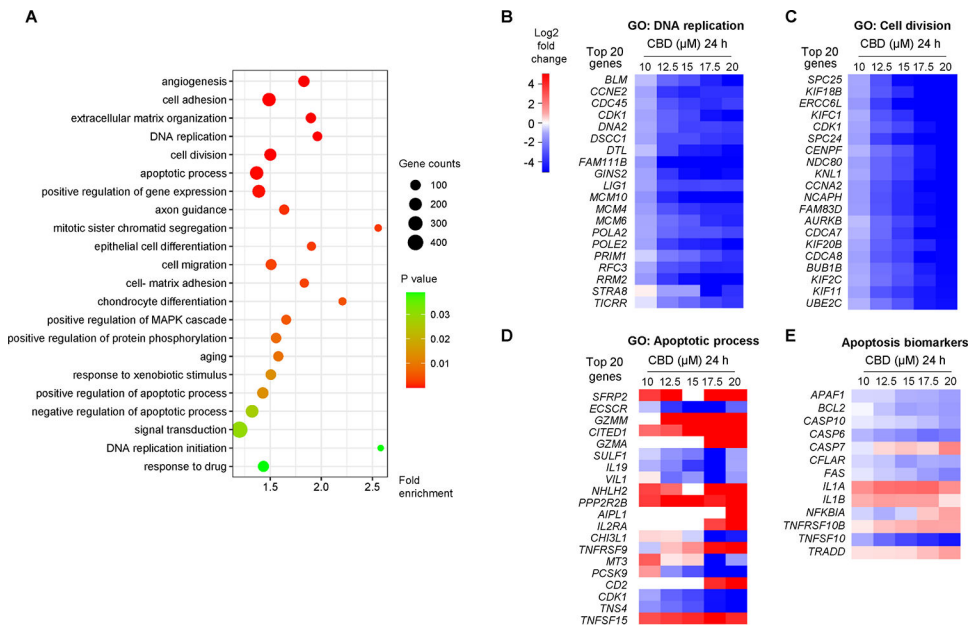 A
angiogenesis
cell adhesion
extracellular matrix organization
DNA replication
cell division
apoptotic process
positive regulation of gene expression
axon guidance
mitotic sister chromatid segregation
epithelial cell differentiation
cell migration
cell- matrix adhesion
chondrocyte differentiation
positive regulation of MAPK cascade
positive regulation of protein phosphorylation
aging
response to xenobiotic stimulus
positive regulation of apoptotic process
negative regulation of apoptotic process
signal transduction
DNA replication initiation
response to drug
1.5 2.0 2.5
Fold
enrichment
Gene counts
100
200
300
400
P value
0.03
0.02
0.01
B
Log2
fold
change
4
2
0
-2
-4
GO: DNA replication
Top 20
genes
CBD (µM) 24 h
10 12.5 15 17.5 20
BLM
CCNE2
CDC45
CDK1
DNA2
DSCC1
DTL
FAM111B
GINS2
LIG1
MCM10
MCM4
MCM6
POLA2
POLE2
PRIM1
RFC3
RRM2
STRA8
TICRR
C
GO: Cell division
Top 20
genes
CBD (µM) 24 h
10 12.5 15 17.5 20
SPC25
KIF18B
ERCC6L
KIFC1
CDK1
SPC24
CENPF
NDC80
KNL1
CCNA2
NCAPH
FAM83D
AURKB
CDCA7
KIF20B
CDCA8
BUB1B
KIF2C
KIF11
UBE2C
D
GO: Apoptotic process
Top 20
genes
CBD (µM) 24 h
10 12.5 15 17.5 20
SFRP2
ECSCR
GZMM
CITED1
GZMA
SULF1
IL19
VIL1
NHLH2
PPP2R2B
AIPL1
IL2RA
CHI3L1
TNFRSF9
MT3
PCSK9
CD2
CDK1
TNS4
TNFSF15
E
Apoptosis biomarkers
CBD (µM) 24 h
10 12.5 15 17.5 20
APAF1
BCL2
CASP10
CASP6
CASP7
CFLAR
FAS
IL1A
IL1B
NFKBIA
TNFRSF10B
TNFSF10
TRADD